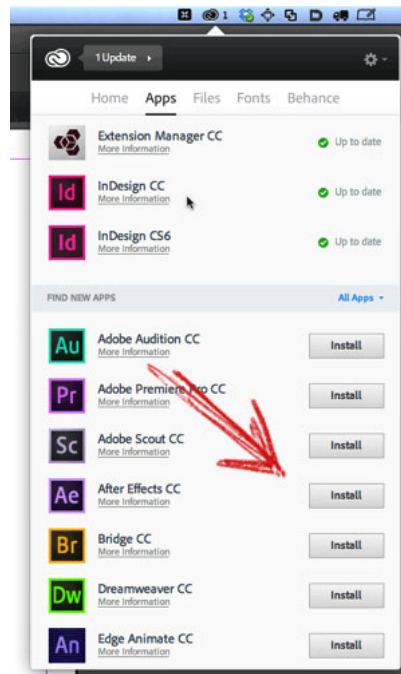 1
1 Update
Home Apps Files Fonts Behance
Extension Manager CC
More Information
Up to date
Id
InDesign CC
More Information
Up to date
Id
InDesign CS6
More Information
Up to date
FIND NEW APPS All Apps
Au
Adobe Audition CC
More Information
Install
Pr
Adobe Premiere Pro CC
More Information
Install
Sc
Adobe Scout CC
More Information
Install
Ae
After Effects CC
More Information
Install
Br
Bridge CC
More Information
Install
Dw
Dreamweaver CC
More Information
Install
An
Edge Animate CC
More Information
Install